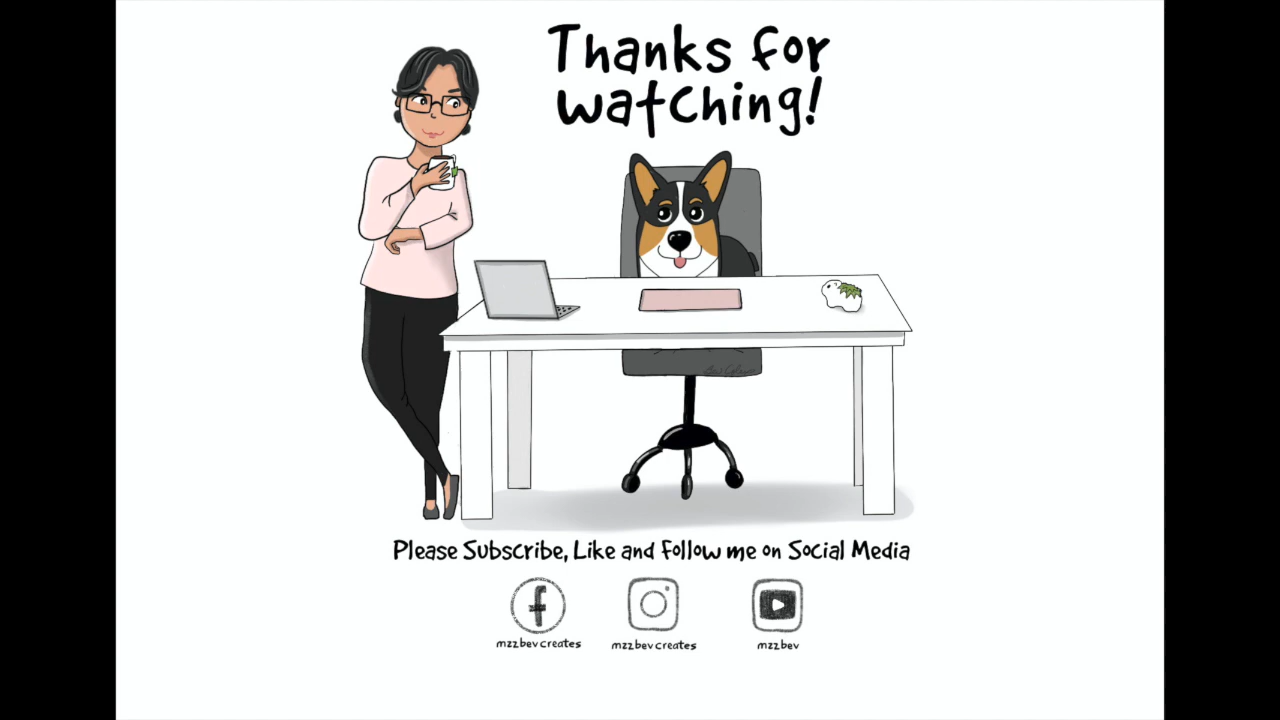 Thanks for
watching!
Please Subscribe, Like and Follow me on Social Media
mzzbevcreates
mzzbevcreates
mzzbev